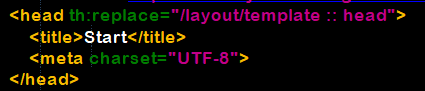 <head th:replace="/layout/template :: head">
<title>Start</title>
<meta charset="UTF-8">
</head>